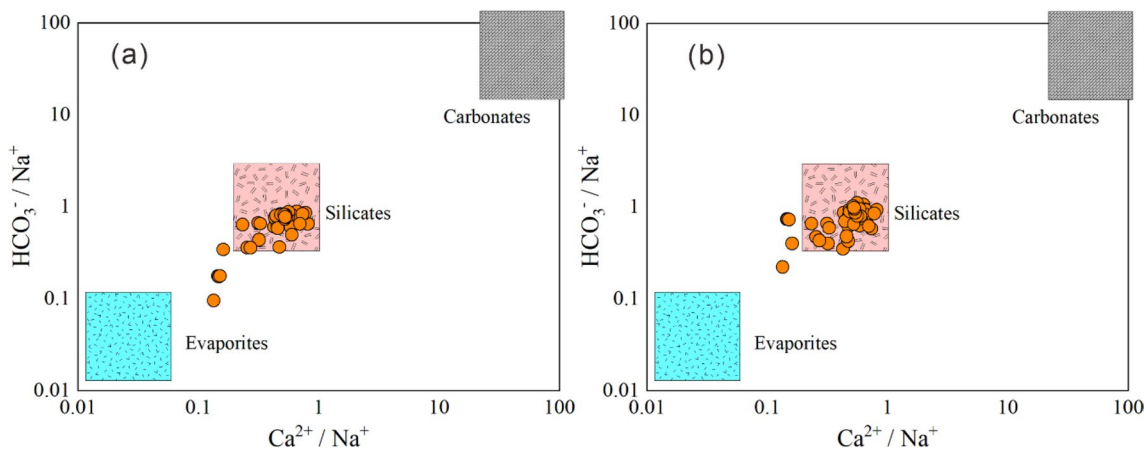 (a)
100
10
1
0.1
0.01
HCO₃⁻ / Na⁺
Carbonates
Silicates
Evaporites
0.01 0.1 1 10 100
Ca²⁺ / Na⁺
(b)
100
10
1
0.1
0.01
HCO₃⁻ / Na⁺
Carbonates
Silicates
Evaporites
0.01 0.1 1 10 100
Ca²⁺ / Na⁺